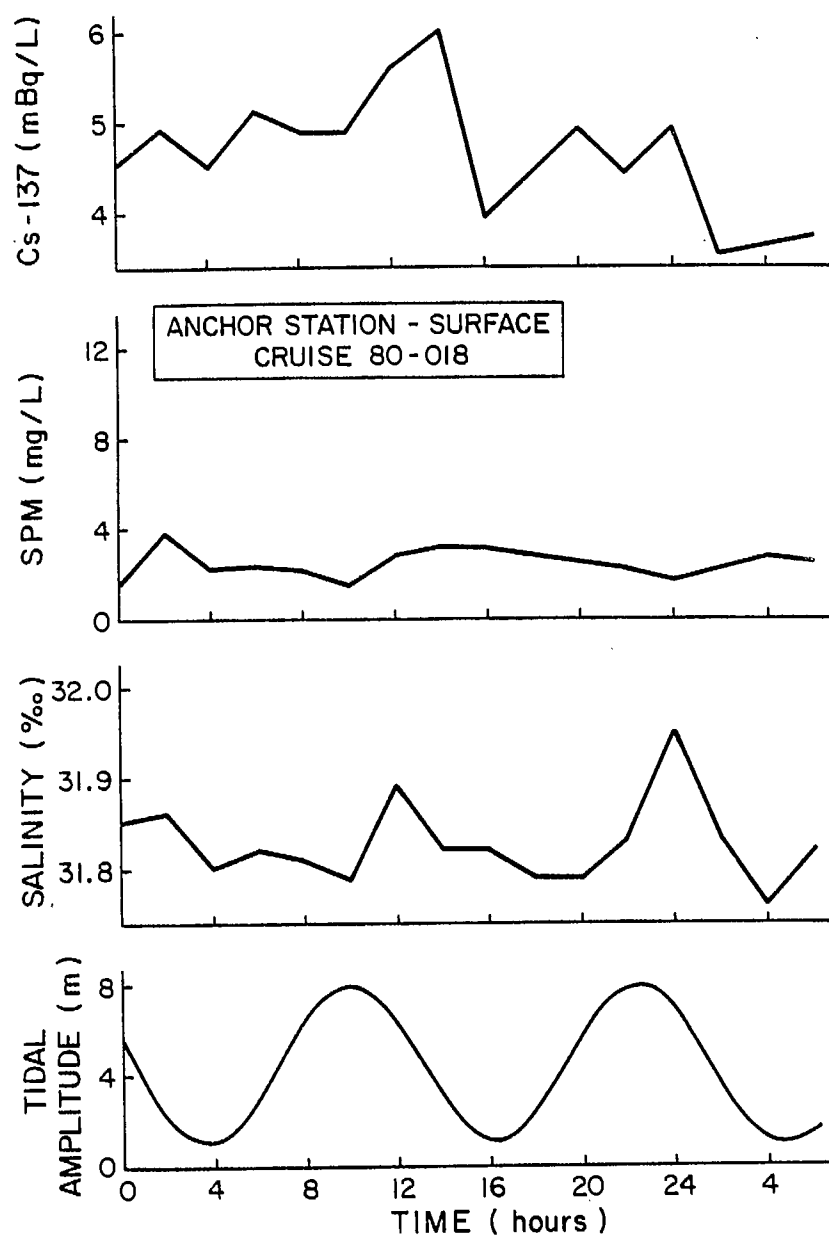 Cs-137 (mBq/L)
6
5
4
ANCHOR STATION - SURFACE
CRUISE 80-018
SPM (mg/L)
12
8
4
0
SALINITY (‰)
32.0
31.9
31.8
TIDAL
AMPLITUDE (m)
8
4
0
0 4 8 12 16 20 24 4
TIME (hours)